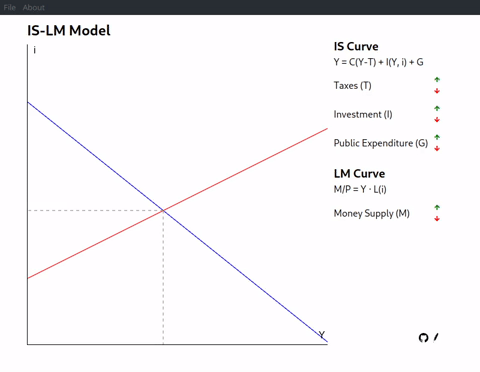 File About
IS-LM Model
i
Y
IS Curve
Y = C(Y-T) + I(Y, i) + G
Taxes (T)
Investment (I)
Public Expenditure (G)
LM Curve
M/P = Y · L(i)
Money Supply (M)